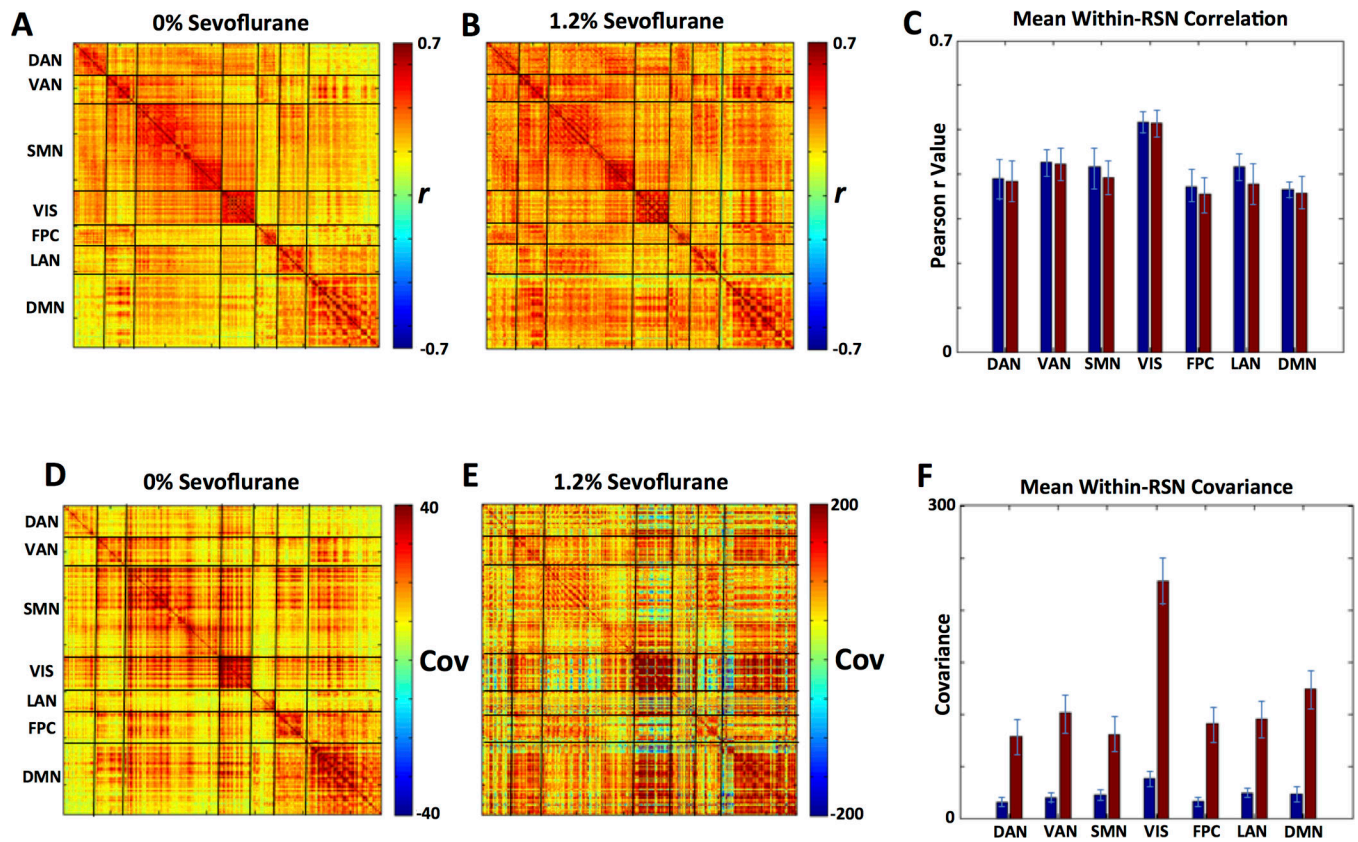 A
0% Sevoflurane
DAN
VAN
SMN
VIS
FPC
LAN
DMN
0.7
r
-0.7
B
1.2% Sevoflurane
0.7
r
-0.7
C
Mean Within-RSN Correlation
0.7
Pearson r Value
0
DAN VAN SMN VIS FPC LAN DMN
D
0% Sevoflurane
DAN
VAN
SMN
VIS
LAN
FPC
DMN
40
Cov
-40
E
1.2% Sevoflurane
200
Cov
-200
F
Mean Within-RSN Covariance
300
Covariance
0
DAN VAN SMN VIS FPC LAN DMN